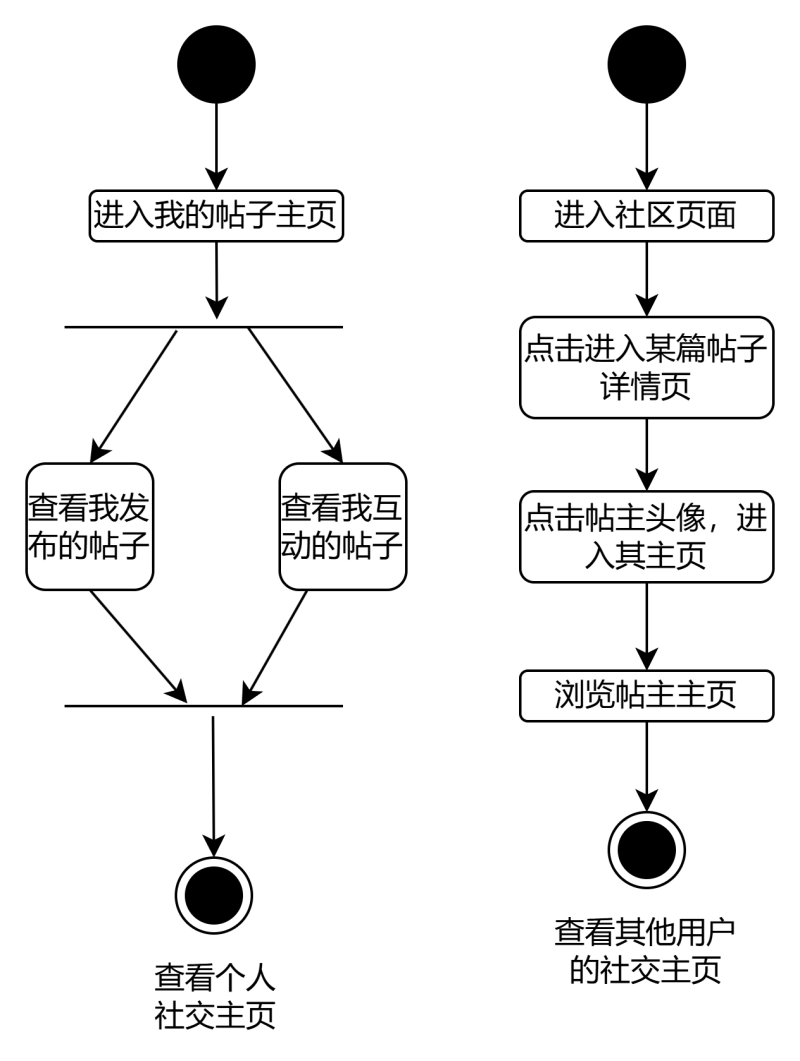 进入我的帖子主页
查看我发
布的帖子
查看我互
动的帖子
查看个人
社交主页
进入社区页面
点击进入某篇帖子
详情页
点击帖主头像，进
入其主页
浏览帖主主页
查看其他用户
的社交主页